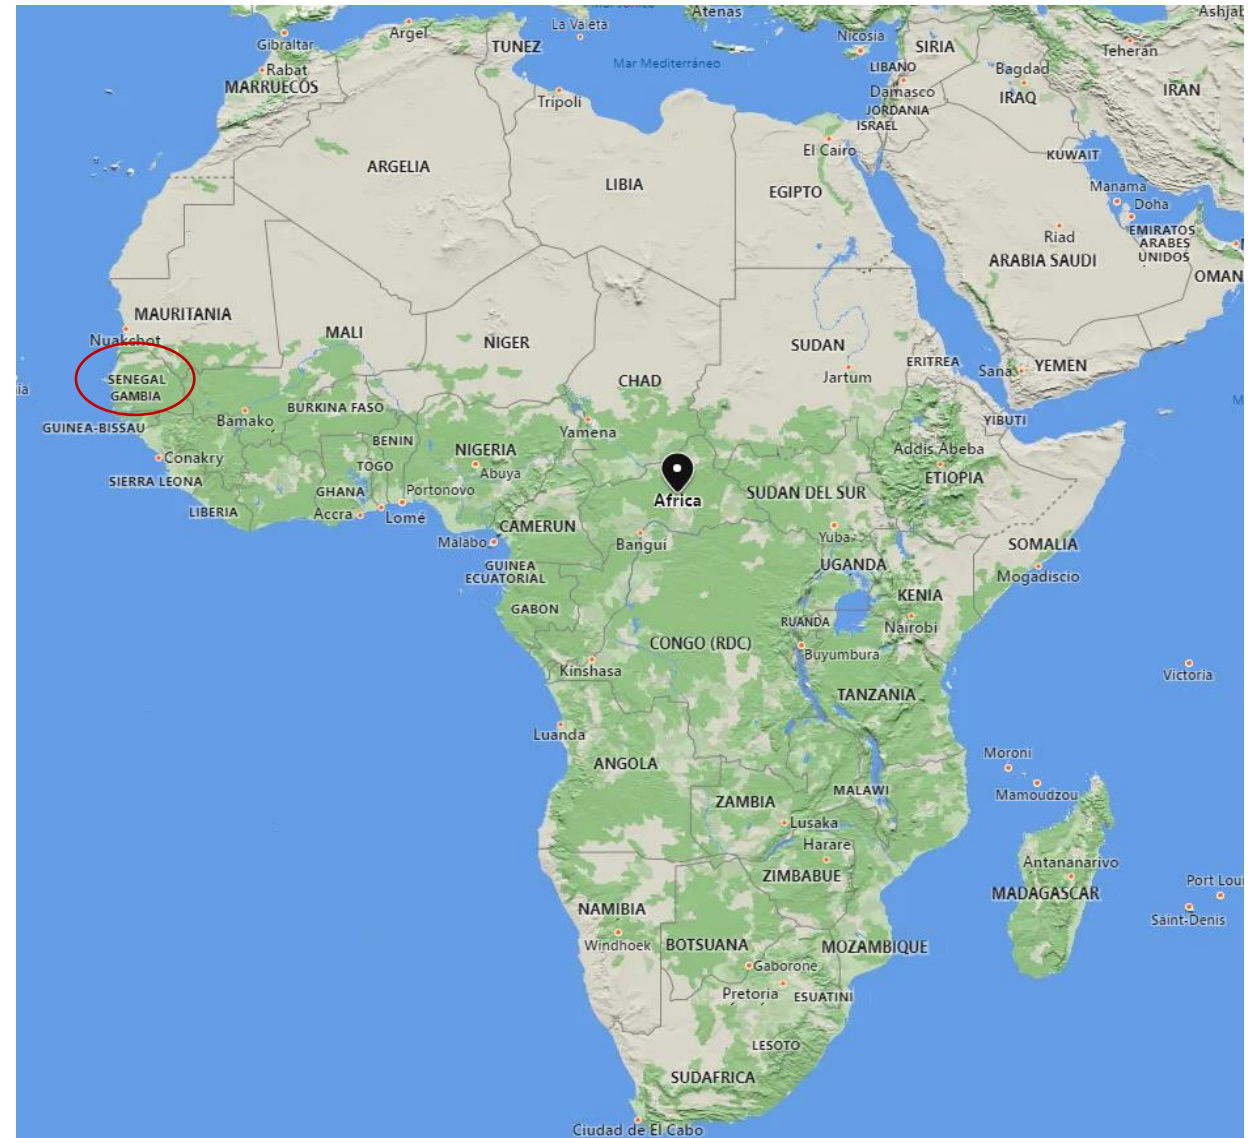 Atenas
Ashjab
La Valeta
Argel
Nicosia
Gibraltar
TUNEZ
SIRIA
Teherán
Mar Mediterráneo
LIBANO
Bagdad
Rabat
MARRUECOS
Damasco
IRAN
Trípoli
IRAQ
JORDANIA
ISRAEL
El Cairo
KUWAIT
ARGELIA
LIBIA
EGIPTO
Manama
Doha
Riad
EMIRATOS
ARABES
UNIDOS
ARABIA SAUDI
OMAN
MAURITANIA
Nuakchot
MALI
NIGER
SUDAN
ERITREA
Sana
YEMEN
SENEGAL
GAMBIA
CHAD
Jartum
BURKINA FASO
GUINEA-BISSAU
Bamako
Yamena
YIBUTI
BENIN
NIGERIA
Addis Abeba
Conakry
TOGO
Abuya
ETIOPIA
SIERRA LEONA
GHANA
Portonovo
Africa
SUDAN DEL SUR
LIBERIA
Accra
Lomé
CAMERUN
Malabo
Bangui
Yuba
SOMALIA
GUINEA
ECUATORIAL
UGANDA
Mogadiscio
GABON
KENIA
RUANDA
Nairobi
CONGO (RDC)
Buyumbura
Kinshasa
Victoria
TANZANIA
Luanda
Moroni
ANGOLA
MALAWI
Mamoudzou
ZAMBIA
Lusaka
Harare
Antananarivo
ZIMBABUE
Port Loui
MADAGASCAR
NAMIBIA
Saint-Denis
Windhoek
BOTSUANA
MOZAMBIQUE
Gaborone
Pretoria
ESUATINI
LESOTO
SUDAFRICA
Ciudad de El Cabo